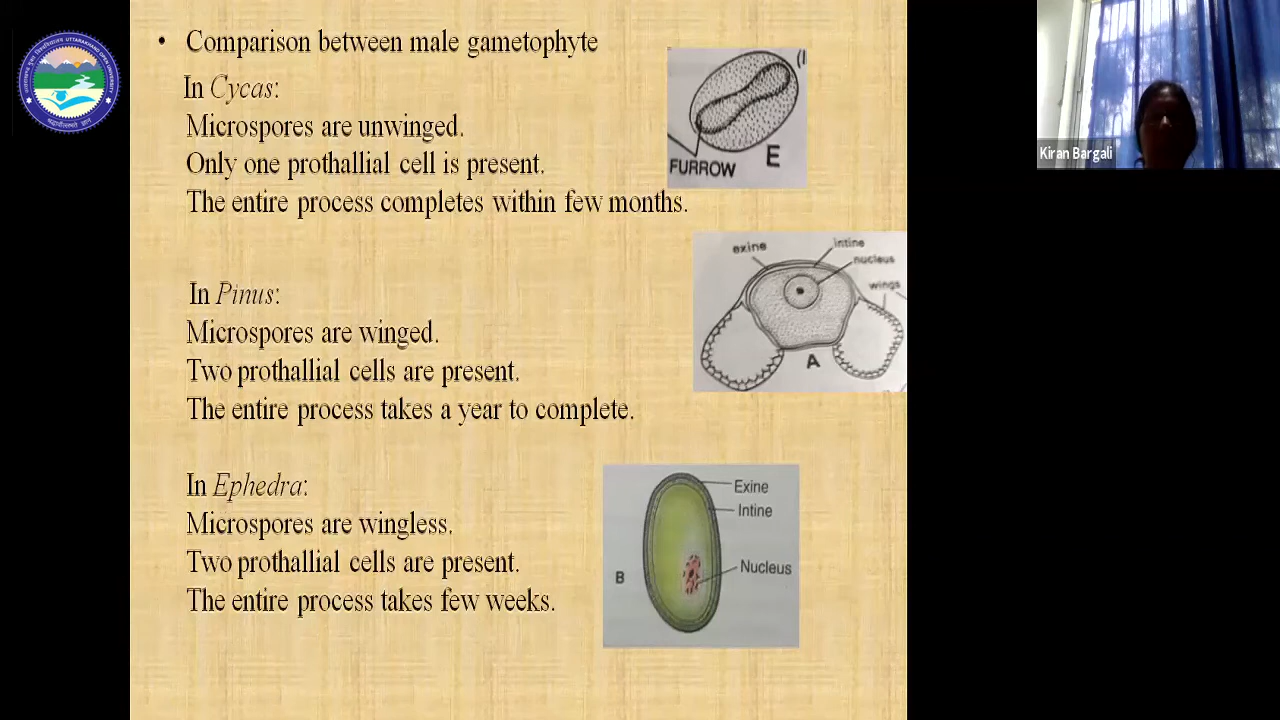 • Comparison between male gametophyte
In Cycas:
Microspores are unwinged.
Only one prothallial cell is present.
The entire process completes within few months.
FURROW
E
In Pinus:
Microspores are winged.
Two prothallial cells are present.
The entire process takes a year to complete.
exine
intine
nucleus
wings
A
In Ephedra:
Microspores are wingless.
Two prothallial cells are present.
The entire process takes few weeks.
Exine
Intine
Nucleus
B
UTTARAKHAND OPEN UNIVERSITY
Kiran Bargali